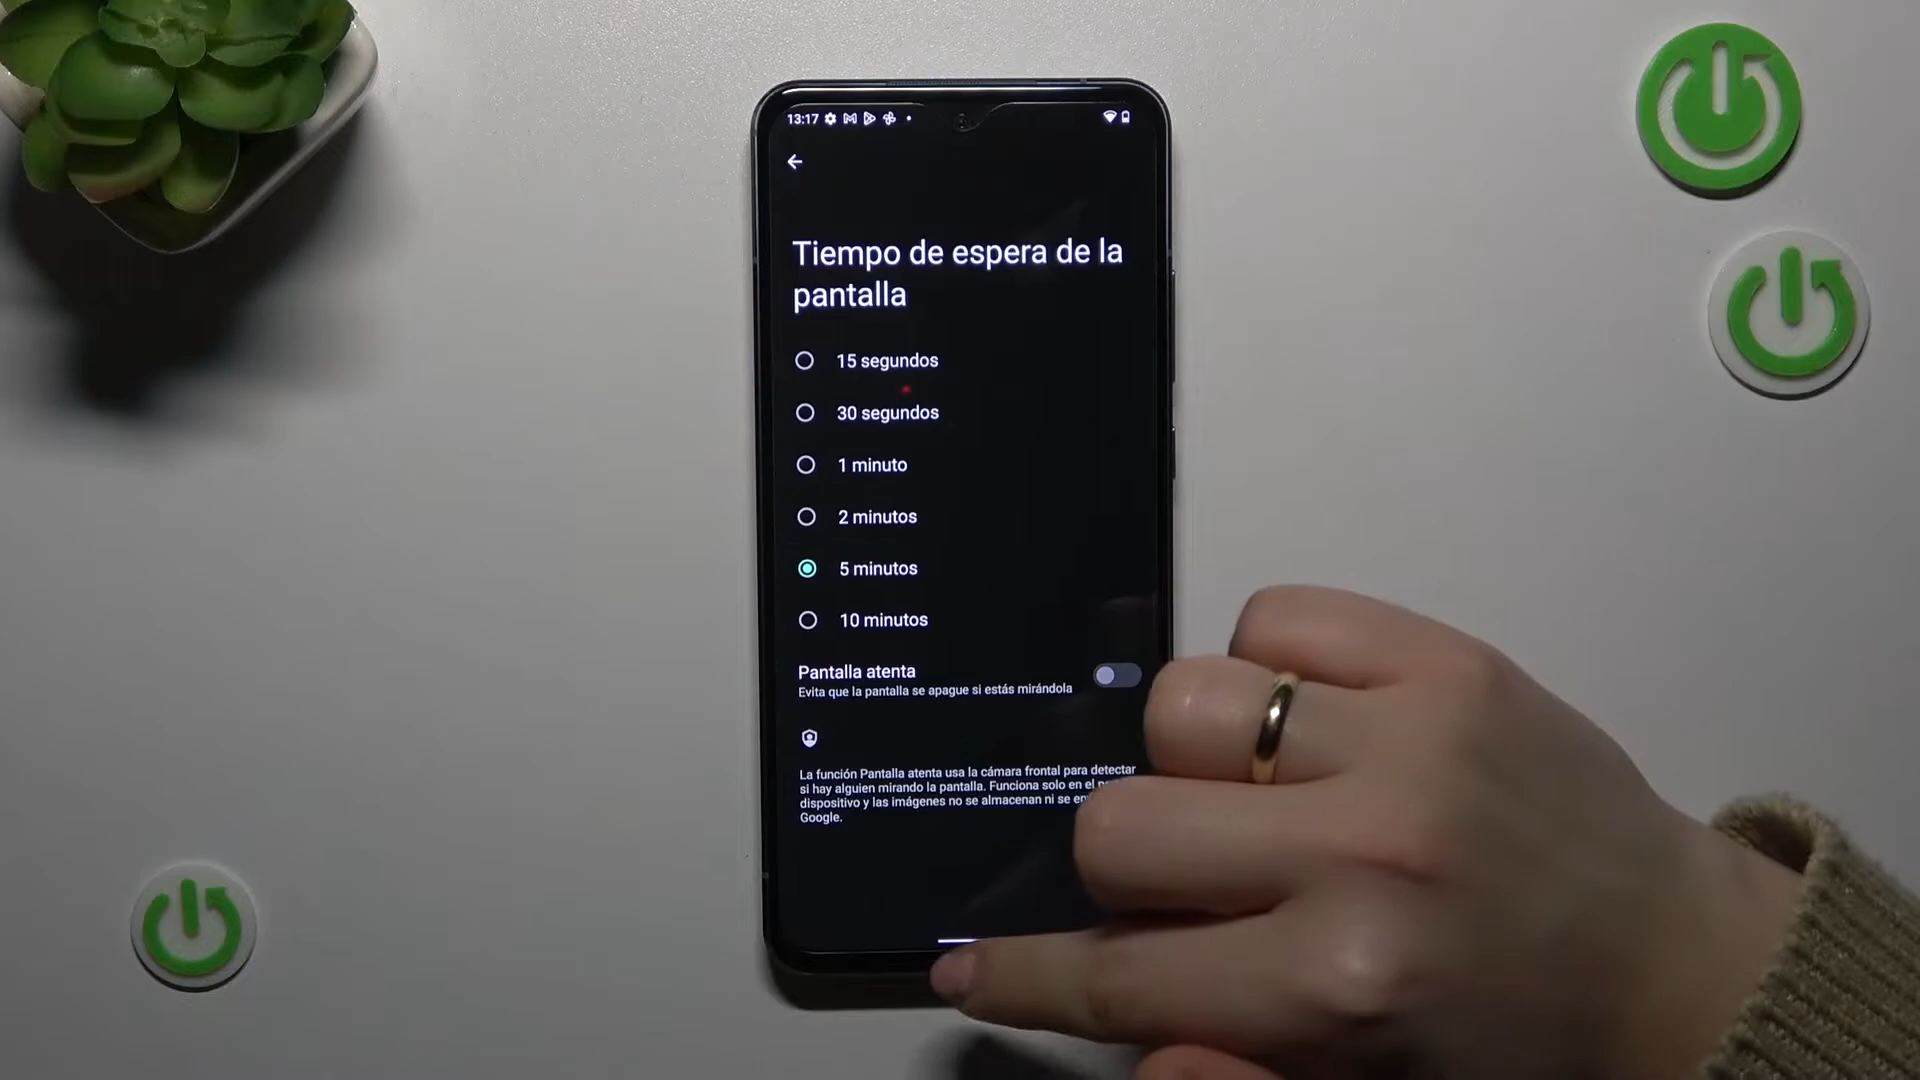 13:17
Tiempo de espera de la
pantalla
15 segundos
30 segundos
1 minuto
2 minutos
5 minutos
10 minutos
Pantalla atenta
Evita que la pantalla se apague si estás mirándola
La función Pantalla atenta usa la cámara frontal para detectar
si hay alguien mirando la pantalla. Funciona solo en el
dispositivo y las imágenes no se almacenan ni se
Google.